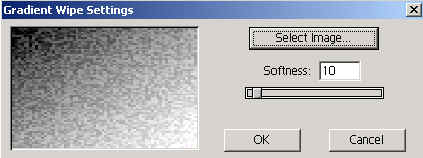 Gradient Wipe Settings
Select Image...
Softness: 10
OK Cancel